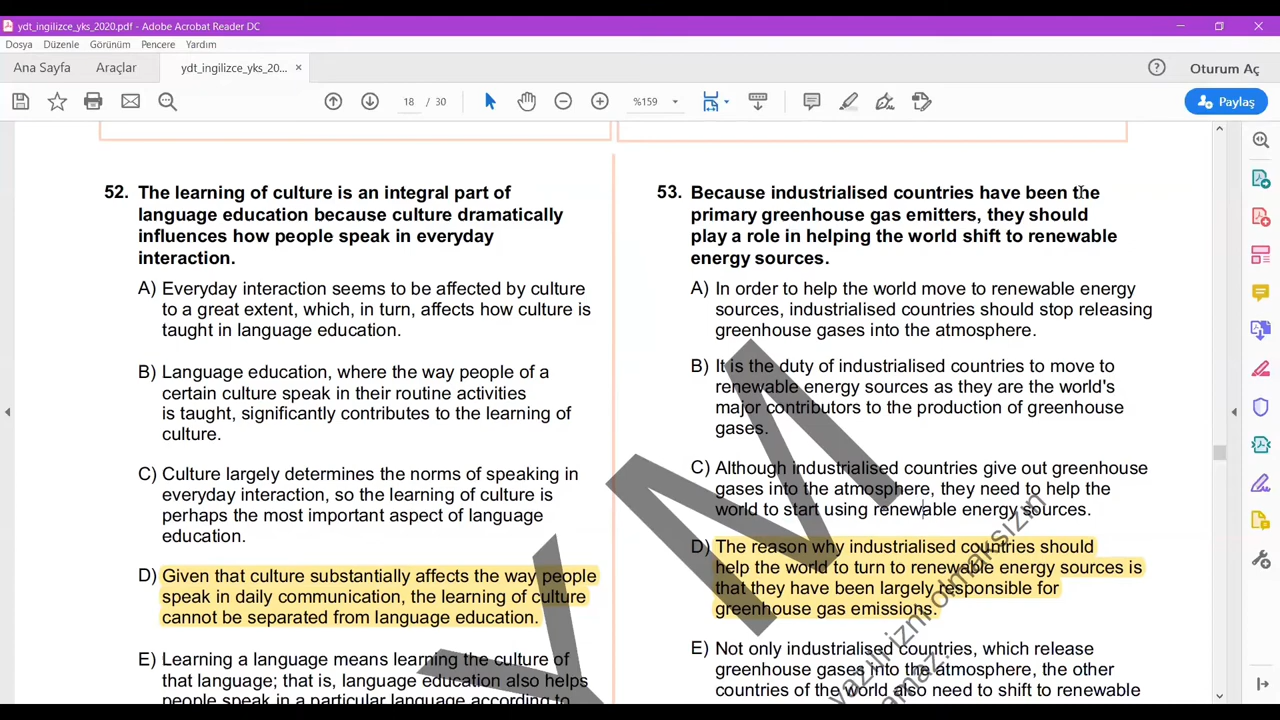 ydt_ingilizce_yks_2020.pdf - Adobe Acrobat Reader DC
Dosya Düzenle Görünüm Pencere Yardım
Ana Sayfa Araçlar ydt_ingilizce_yks_20... × Oturum Aç
18 / 30 %159 Paylaş
52. The learning of culture is an integral part of
language education because culture dramatically
influences how people speak in everyday
interaction.
A) Everyday interaction seems to be affected by culture
to a great extent, which, in turn, affects how culture is
taught in language education.
B) Language education, where the way people of a
certain culture speak in their routine activities
is taught, significantly contributes to the learning of
culture.
C) Culture largely determines the norms of speaking in
everyday interaction, so the learning of culture is
perhaps the most important aspect of language
education.
D) Given that culture substantially affects the way people
speak in daily communication, the learning of culture
cannot be separated from language education.
E) Learning a language means learning the culture of
that language; that is, language education also helps
people speak in a particular language according to
53. Because industrialised countries have been the
primary greenhouse gas emitters, they should
play a role in helping the world shift to renewable
energy sources.
A) In order to help the world move to renewable energy
sources, industrialised countries should stop releasing
greenhouse gases into the atmosphere.
B) It is the duty of industrialised countries to move to
renewable energy sources as they are the world's
major contributors to the production of greenhouse
gases.
C) Although industrialised countries give out greenhouse
gases into the atmosphere, they need to help the
world to start using renewable energy sources.
D) The reason why industrialised countries should
help the world to turn to renewable energy sources is
that they have been largely responsible for
greenhouse gas emissions.
E) Not only industrialised countries, which release
greenhouse gases into the atmosphere, the other
countries of the world also need to shift to renewable
YM
yazılı izni olmaksızın
amaz.